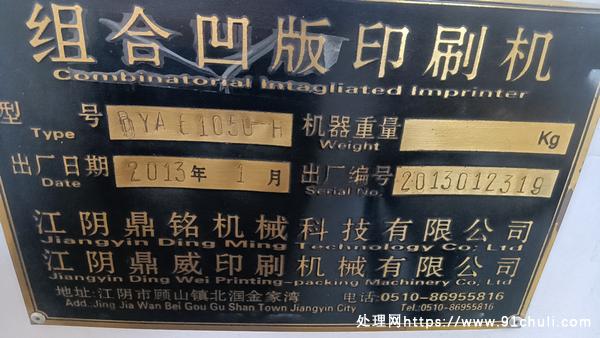 组合凹版印刷机
Combinatorial Intagliated Imprinter
型 号 AYAE1050-H 机器重量 Kg
Type Weight
出厂日期 2013年 1月 出厂编号 2013012319
Date Serial No.
江阴鼎铭机械科技有限公司
Jiangyin Ding Ming Technology Co; Ltd
江阴鼎威印刷机械有限公司
Jiangyin Ding Wei Printing-packing Machinery Co; Ltd
地址:江阴市顾山镇北国金家湾 电话:0510-86955816
Add.Jing Jia Wan Bei Gou Gu Shan Town Jiangyin City Tel:0510-86955816
处理网https://www.91chuli.com/